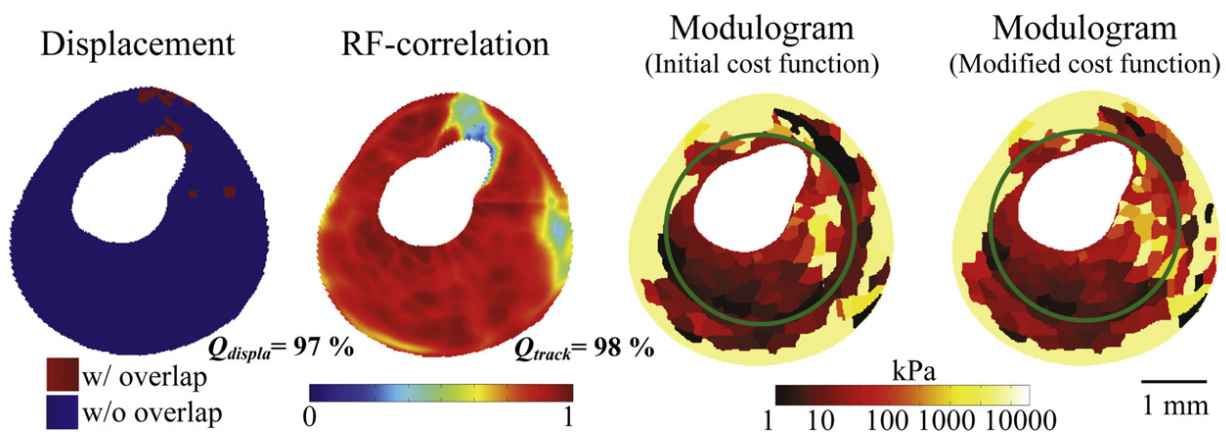 Displacement
RF-correlation
Modulogram
(Initial cost function)
Modulogram
(Modified cost function)
Q_displa= 97 %
Q_track= 98 %
w/ overlap
w/o overlap
0 1
kPa
1 10 100 1000 10000
1 mm